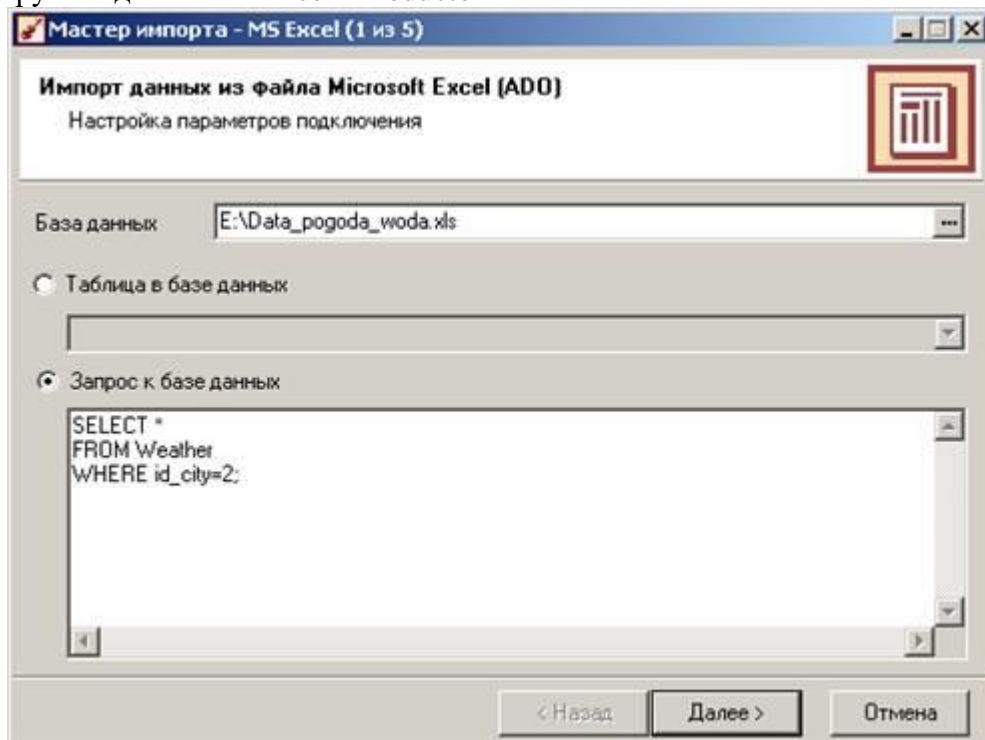 Мастер импорта - MS Excel (1 из 5)
Импорт данных из файла Microsoft Excel (ADO)
Настройка параметров подключения
База данных E:\Data_pogoda_woda.xls ...
Таблица в базе данных
Запрос к базе данных
SELECT *
FROM Weather
WHERE id_city=2;
< Назад Далее > Отмена